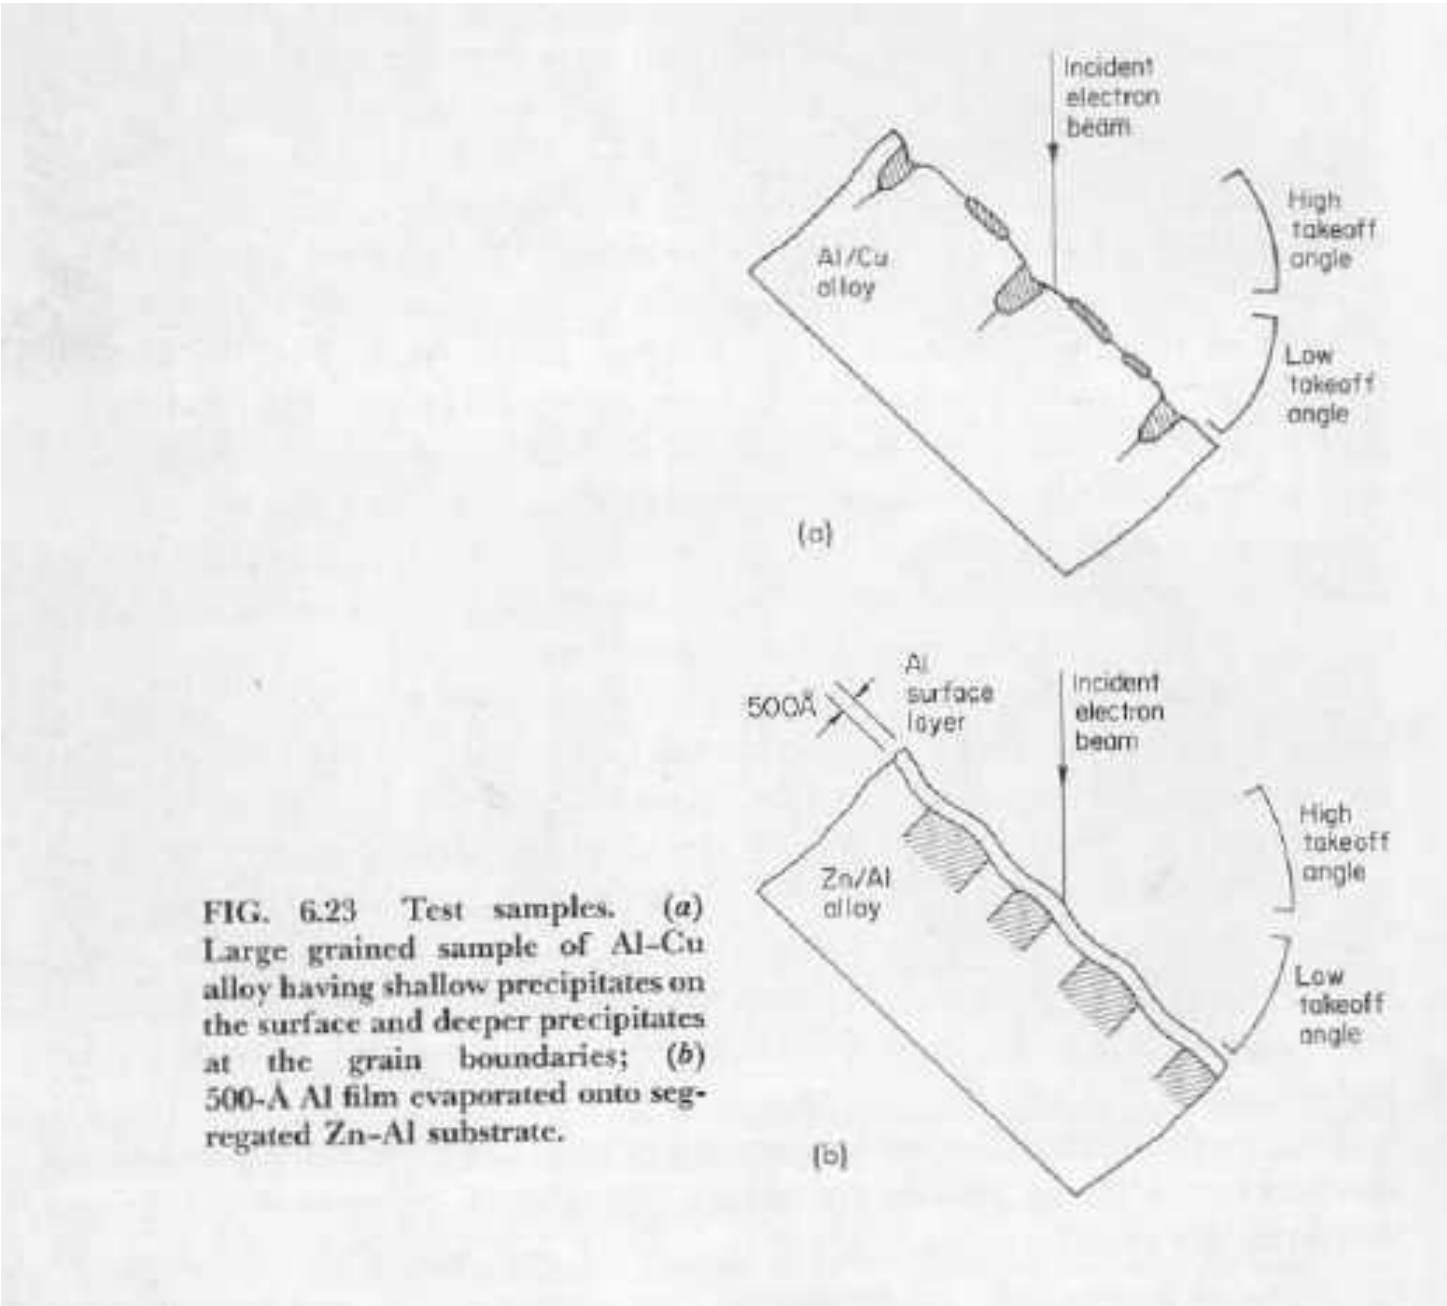 Incident
electron
beam
High
takeoff
angle
Al/Cu
alloy
Low
takeoff
angle
(a)
Al
surface
layer
500Å
Incident
electron
beam
High
takeoff
angle
Zn/Al
alloy
Low
takeoff
angle
(b)
FIG. 6.23 Test samples. (a)
Large grained sample of Al–Cu
alloy having shallow precipitates on
the surface and deeper precipitates
at the grain boundaries; (b)
500-Å Al film evaporated onto seg-
regated Zn–Al substrate.